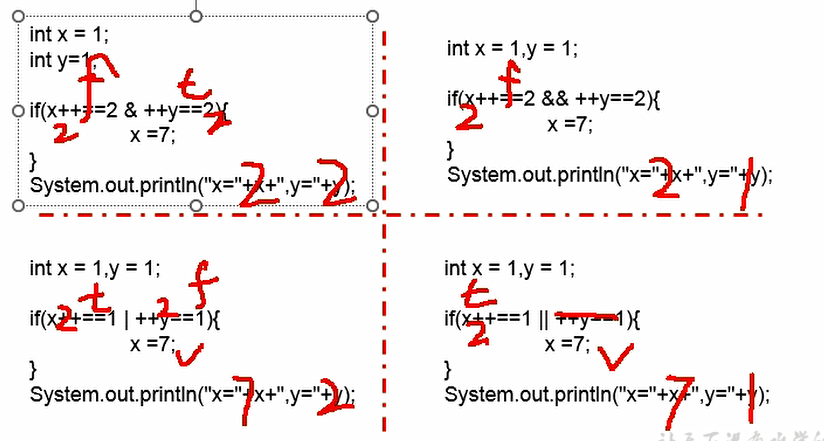 int x = 1;
int y=1;
if(x++==2 & ++y==2){
x =7;
}
System.out.println("x="+x+",y="+y);
f
t
2
2
2
2
int x = 1,y = 1;
if(x++==2 && ++y==2){
x =7;
}
System.out.println("x="+x+",y="+y);
f
2
2
1
int x = 1,y = 1;
if(x++==1 | ++y==1){
x =7;
}
System.out.println("x="+x+",y="+y);
t
f
2
2
7
2
int x = 1,y = 1;
if(x++==1 || ++y==1){
x =7;
}
System.out.println("x="+x+",y="+y);
t
2
7
1